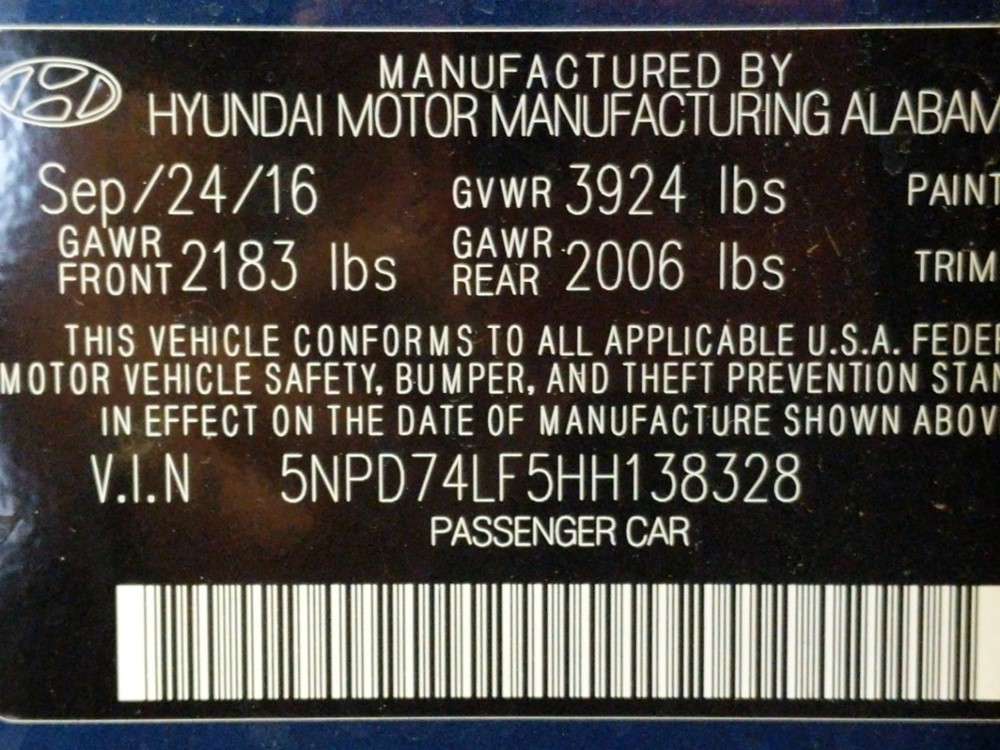 MANUFACTURED BY
HYUNDAI MOTOR MANUFACTURING ALABAM
Sep/24/16 GVWR 3924 lbs PAINT
GAWR FRONT 2183 lbs GAWR REAR 2006 lbs TRIM
THIS VEHICLE CONFORMS TO ALL APPLICABLE U.S.A. FEDER
MOTOR VEHICLE SAFETY, BUMPER, AND THEFT PREVENTION STAN
IN EFFECT ON THE DATE OF MANUFACTURE SHOWN ABOV
V.I.N 5NPD74LF5HH138328
PASSENGER CAR